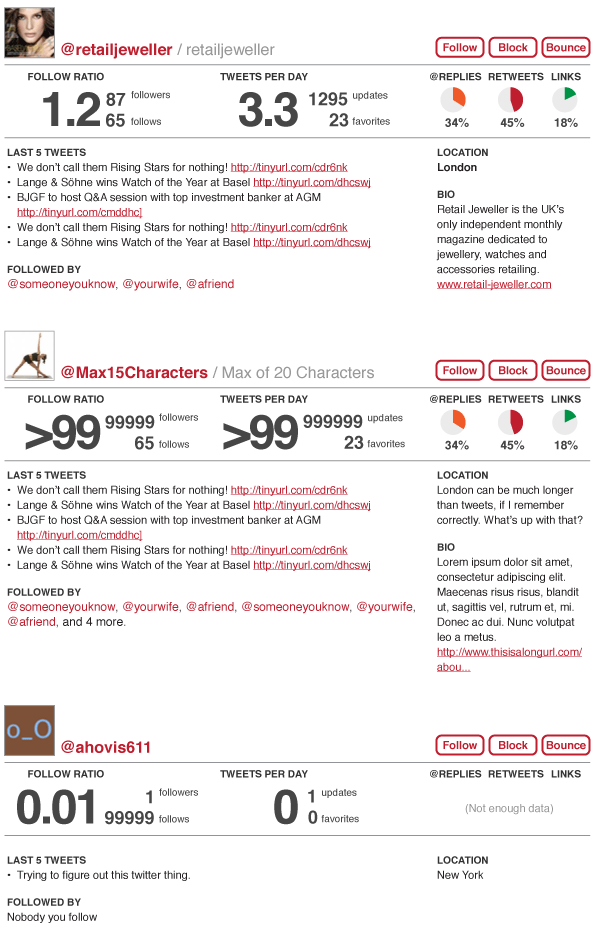 @retailjeweller / retailjeweller
Follow Block Bounce
FOLLOW RATIO TWEETS PER DAY @REPLIES RETWEETS LINKS
1.2 87 followers 3.3 1295 updates
65 follows 23 favorites
34% 45% 18%
LAST 5 TWEETS
• We don't call them Rising Stars for nothing! http://tinyurl.com/cdr6nk
• Lange & Söhne wins Watch of the Year at Basel http://tinyurl.com/dhcswj
• BJGF to host Q&A session with top investment banker at AGM
http://tinyurl.com/cmddhc]
• We don't call them Rising Stars for nothing! http://tinyurl.com/cdr6nk
• Lange & Söhne wins Watch of the Year at Basel http://tinyurl.com/dhcswj
FOLLOWED BY
@someoneyouknow, @yourwife, @afriend
LOCATION
London
BIO
Retail Jeweller is the UK's
only independent monthly
magazine dedicated to
jewellery, watches and
accessories retailing.
www.retail-jeweller.com
@Max15Characters / Max of 20 Characters
Follow Block Bounce
FOLLOW RATIO TWEETS PER DAY @REPLIES RETWEETS LINKS
>99 99999 followers >99 999999 updates
65 follows 23 favorites
34% 45% 18%
LAST 5 TWEETS
• We don't call them Rising Stars for nothing! http://tinyurl.com/cdr6nk
• Lange & Söhne wins Watch of the Year at Basel http://tinyurl.com/dhcswj
• BJGF to host Q&A session with top investment banker at AGM
http://tinyurl.com/cmddhc]
• We don't call them Rising Stars for nothing! http://tinyurl.com/cdr6nk
• Lange & Söhne wins Watch of the Year at Basel http://tinyurl.com/dhcswj
FOLLOWED BY
@someoneyouknow, @yourwife, @afriend, @someoneyouknow, @yourwife,
@afriend, and 4 more.
LOCATION
London can be much longer
than tweets, if I remember
correctly. What's up with that?
BIO
Lorem ipsum dolor sit amet,
consectetur adipiscing elit.
Maecenas risus risus, blandit
ut, sagittis vel, rutrum et, mi.
Donec ac dui. Nunc volutpat
leo a metus.
http://www.thisisalongurl.com/
abou...
o_O
@ahovis611
Follow Block Bounce
FOLLOW RATIO TWEETS PER DAY @REPLIES RETWEETS LINKS
0.01 1 followers 0 1 updates
99999 follows 0 favorites
(Not enough data)
LAST 5 TWEETS
• Trying to figure out this twitter thing.
FOLLOWED BY
Nobody you follow
LOCATION
New York